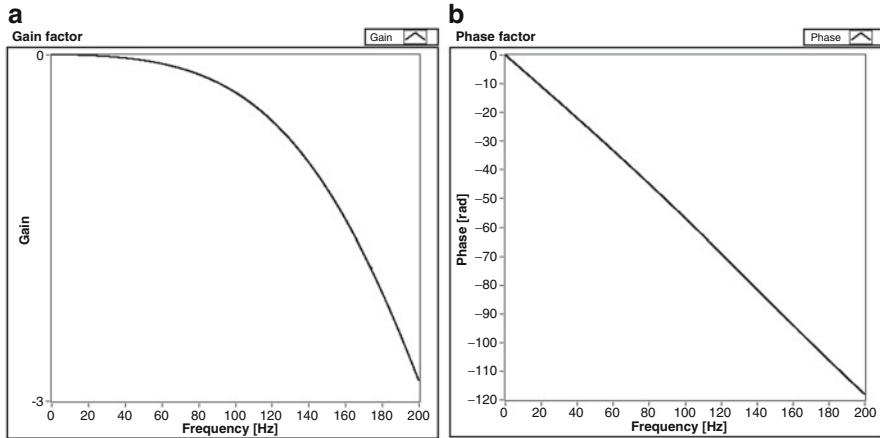 a
Gain factor
Gain
0
Gain
-3
0 20 40 60 80 100 120 140 160 180 200
Frequency [Hz]
b
Phase factor
Phase
−0
−10
−20
−30
−40
−50
−60
−70
−80
−90
−100
−110
−120
Phase [rad]
0 20 40 60 80 100 120 140 160 180 200
Frequency [Hz]